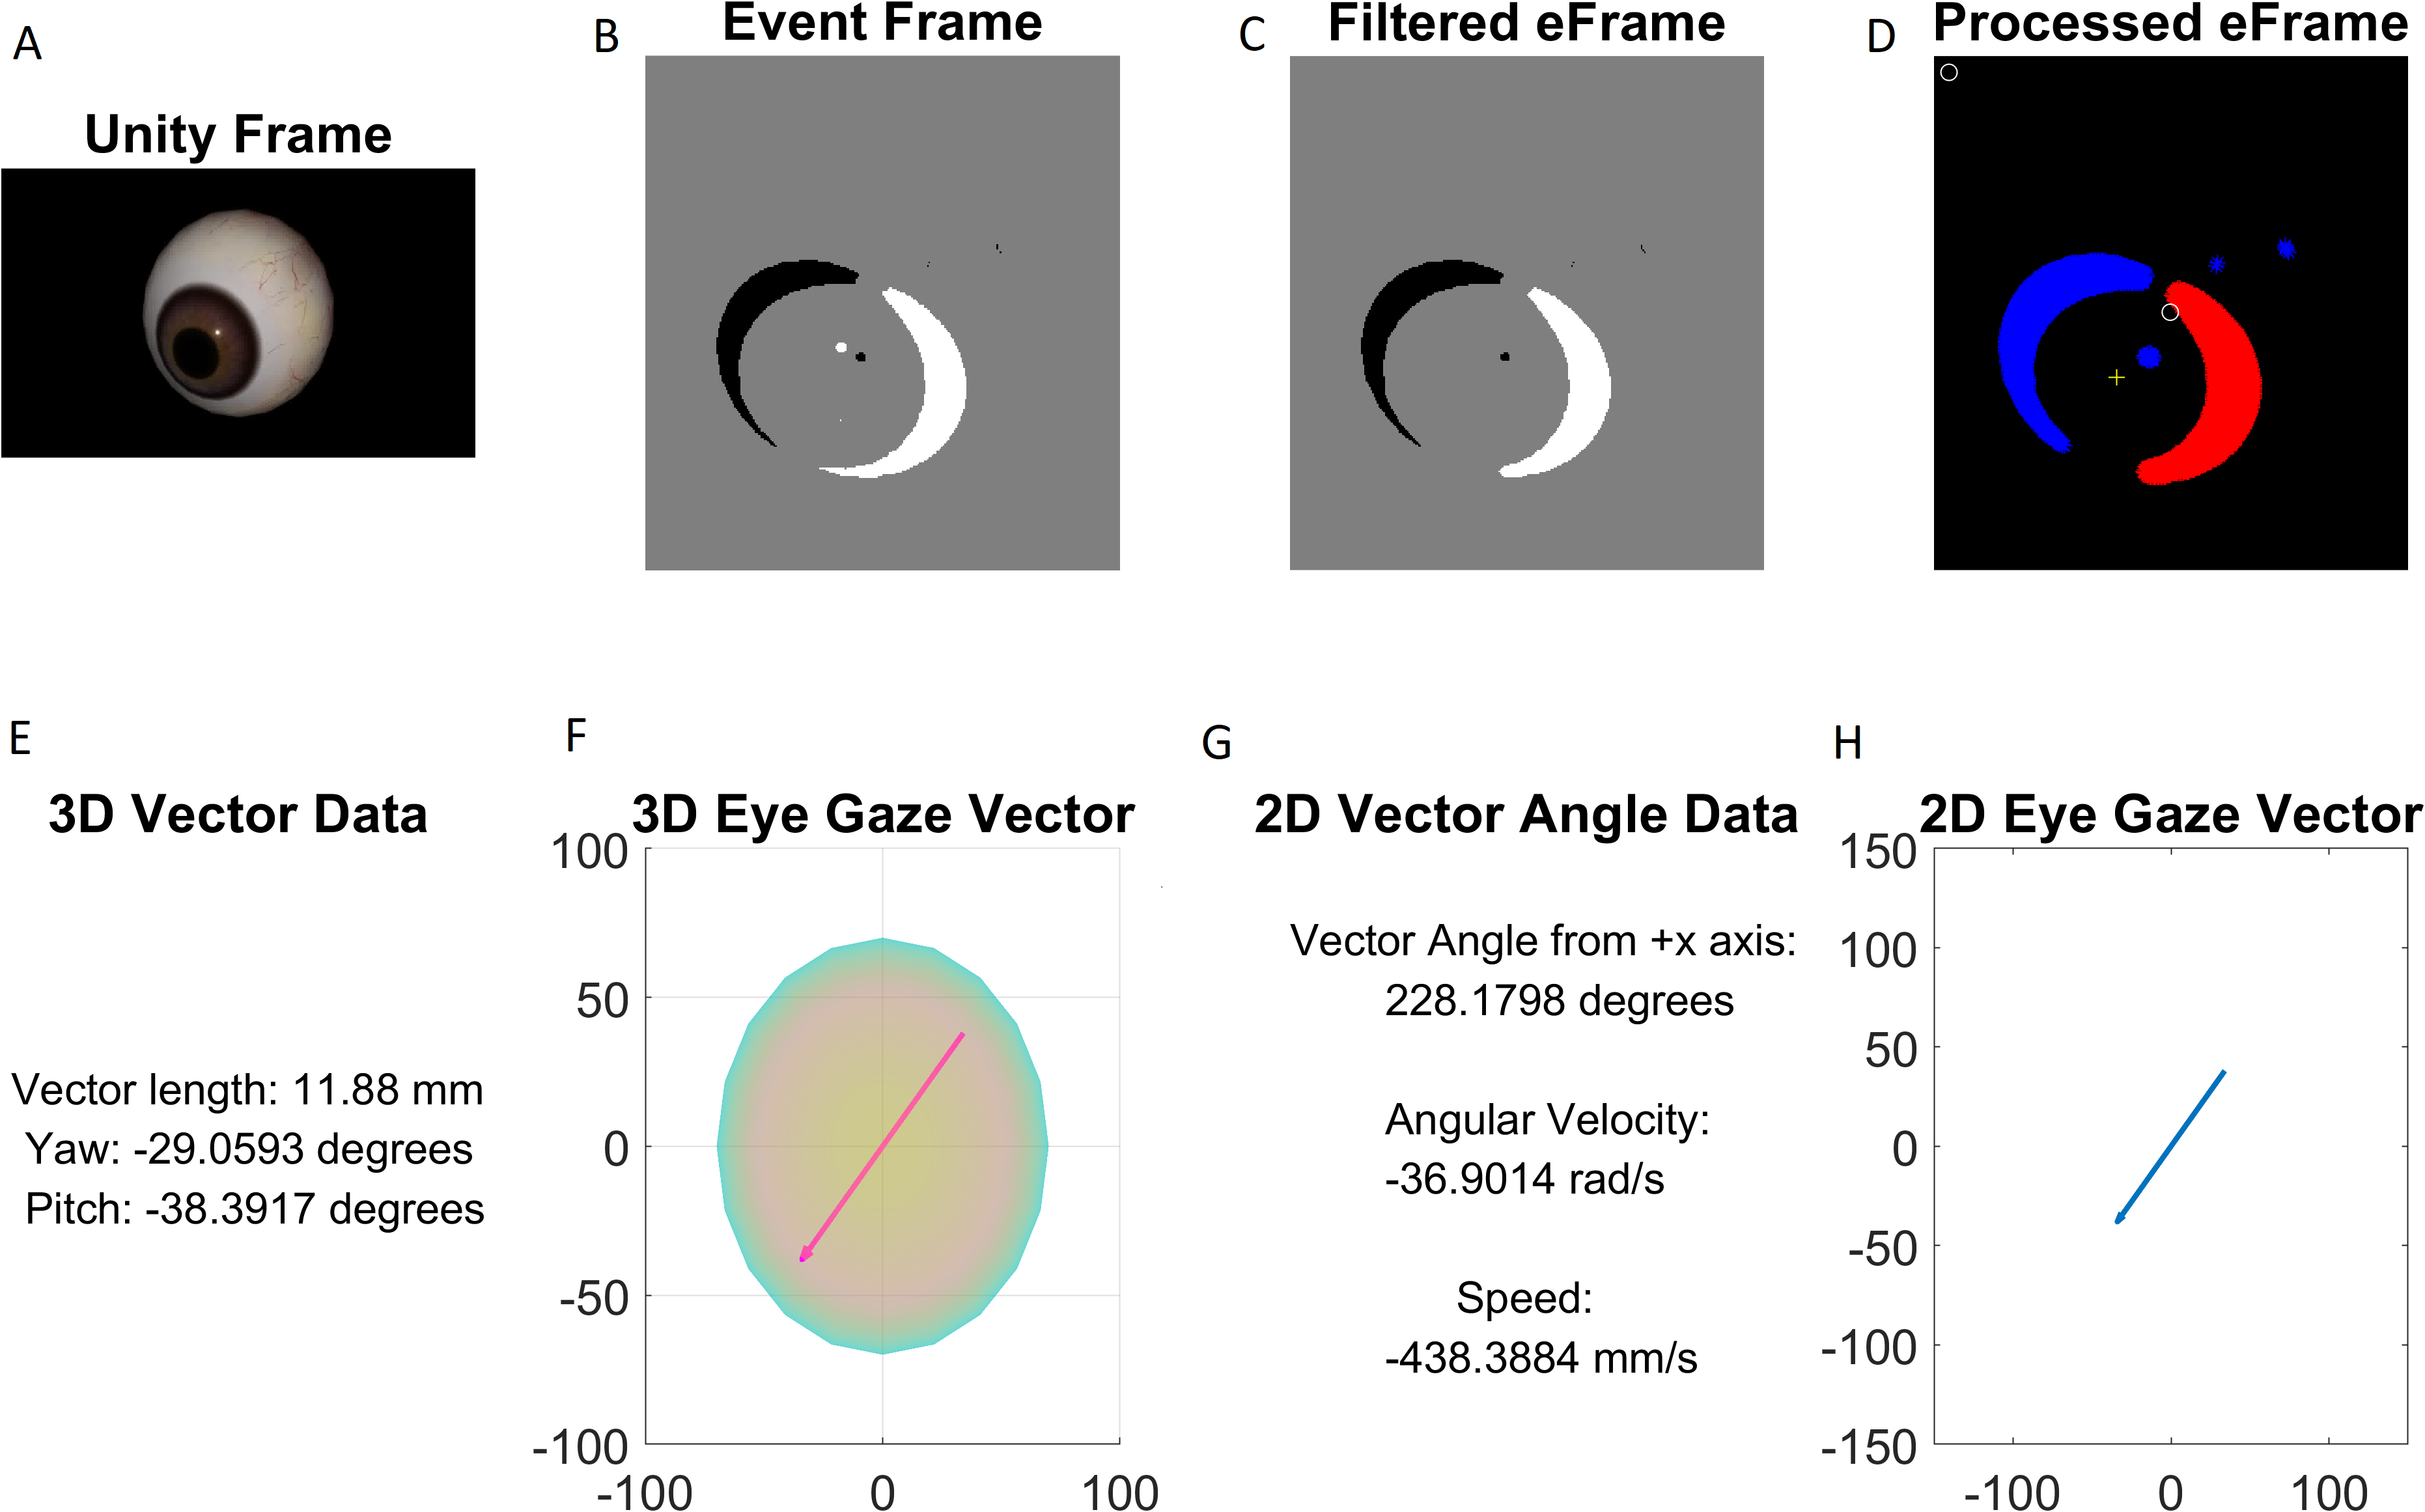 A
Unity Frame
B
Event Frame
C
Filtered eFrame
D
Processed eFrame
E
3D Vector Data
Vector length: 11.88 mm
Yaw: -29.0593 degrees
Pitch: -38.3917 degrees
F
3D Eye Gaze Vector
100
50
0
-50
-100
-100 0 100
G
2D Vector Angle Data
Vector Angle from +x axis:
228.1798 degrees
Angular Velocity:
-36.9014 rad/s
Speed:
-438.3884 mm/s
H
2D Eye Gaze Vector
150
100
50
0
-50
-100
-150
-100 0 100